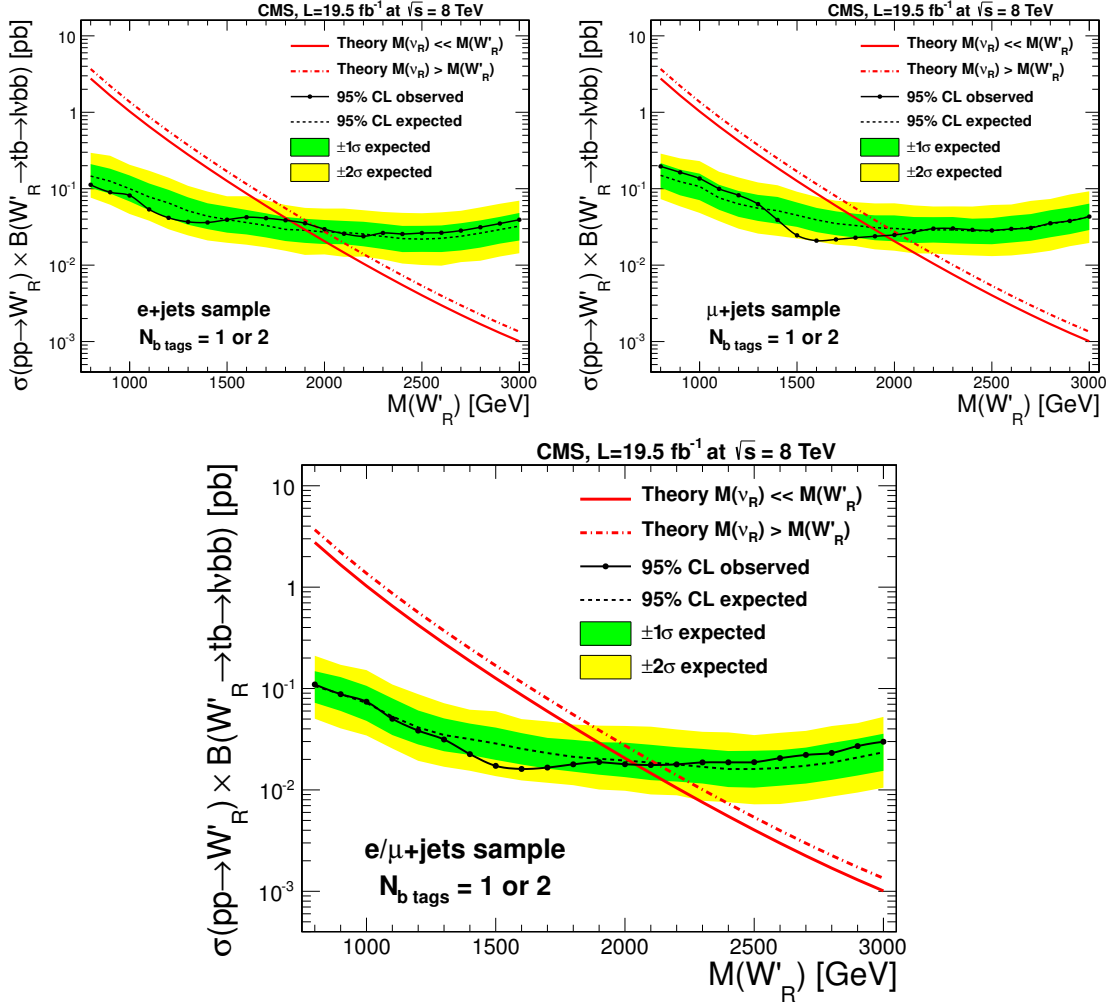 CMS, L=19.5 fb⁻¹ at √s = 8 TeV
σ(pp→W'_R) × B(W'_R→tb→lνbb) [pb]
10
1
10⁻¹
10⁻²
10⁻³
Theory M(ν_R) << M(W'_R)
Theory M(ν_R) > M(W'_R)
95% CL observed
95% CL expected
±1σ expected
±2σ expected
e+jets sample
N_b tags = 1 or 2
1000 1500 2000 2500 3000
M(W'_R) [GeV]
CMS, L=19.5 fb⁻¹ at √s = 8 TeV
σ(pp→W'_R) × B(W'_R→tb→lνbb) [pb]
10
1
10⁻¹
10⁻²
10⁻³
Theory M(ν_R) << M(W'_R)
Theory M(ν_R) > M(W'_R)
95% CL observed
95% CL expected
±1σ expected
±2σ expected
μ+jets sample
N_b tags = 1 or 2
1000 1500 2000 2500 3000
M(W'_R) [GeV]
CMS, L=19.5 fb⁻¹ at √s = 8 TeV
σ(pp→W'_R) × B(W'_R→tb→lνbb) [pb]
10
1
10⁻¹
10⁻²
10⁻³
Theory M(ν_R) << M(W'_R)
Theory M(ν_R) > M(W'_R)
95% CL observed
95% CL expected
±1σ expected
±2σ expected
e/μ+jets sample
N_b tags = 1 or 2
1000 1500 2000 2500 3000
M(W'_R) [GeV]